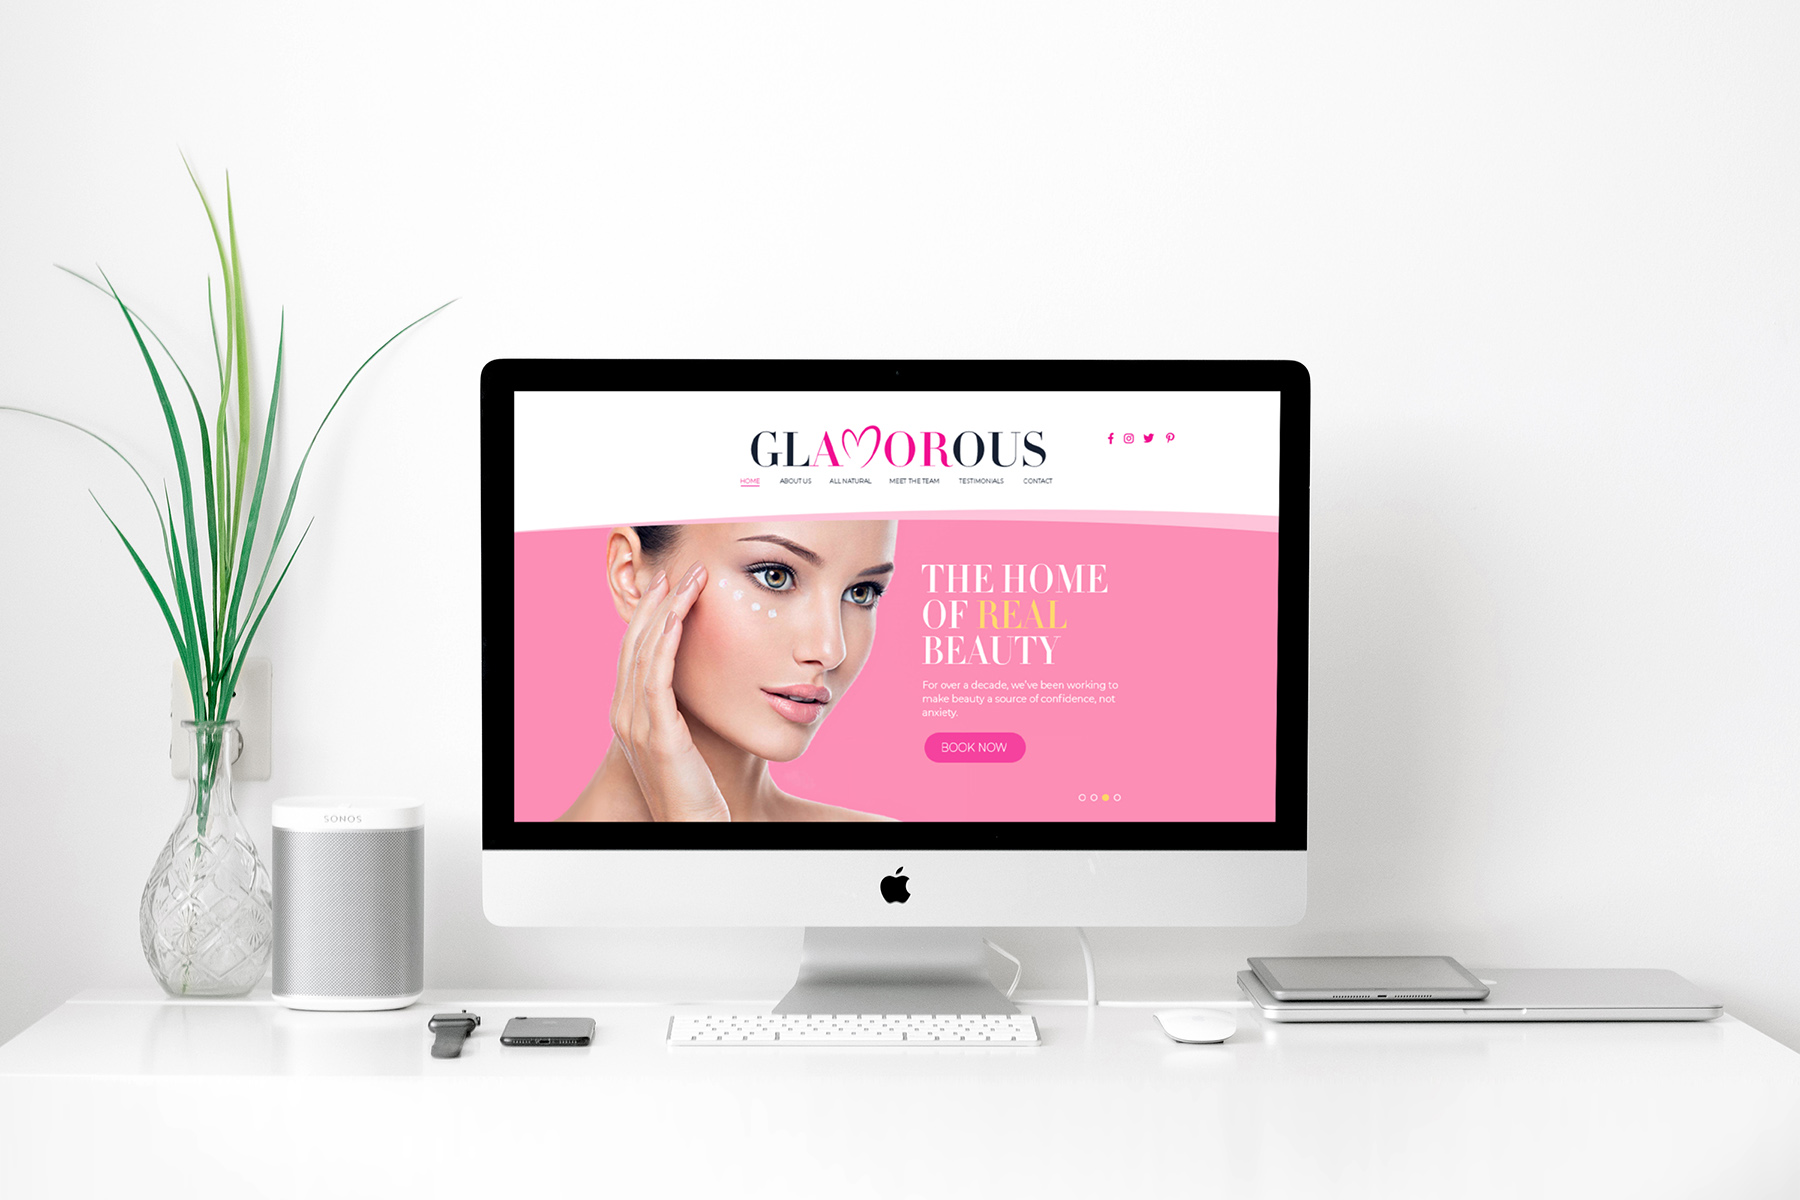 GLAMOROUS
HOME ABOUT US ALL NATURAL MEET THE TEAM TESTIMONIALS CONTACT
THE HOME
OF REAL
BEAUTY
For over a decade, we've been working to
make beauty a source of confidence, not
anxiety.
BOOK NOW
SONOS